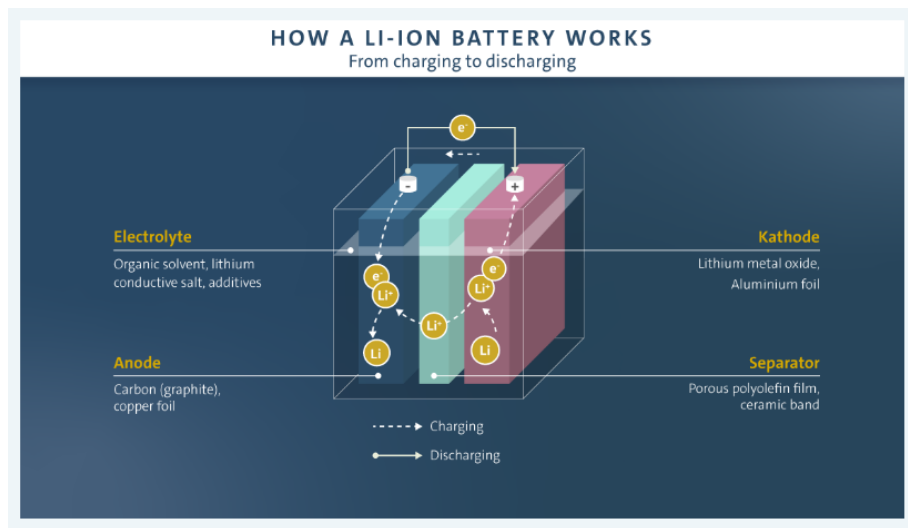 HOW A LI-ION BATTERY WORKS
From charging to discharging
e⁻
-
+
Electrolyte
Organic solvent, lithium
conductive salt, additives
Kathode
Lithium metal oxide,
Aluminium foil
e⁻
Li⁺
e⁻
Li⁺
Li⁺
Li
Li
Anode
Carbon (graphite),
copper foil
Separator
Porous polyolefin film,
ceramic band
Charging
Discharging